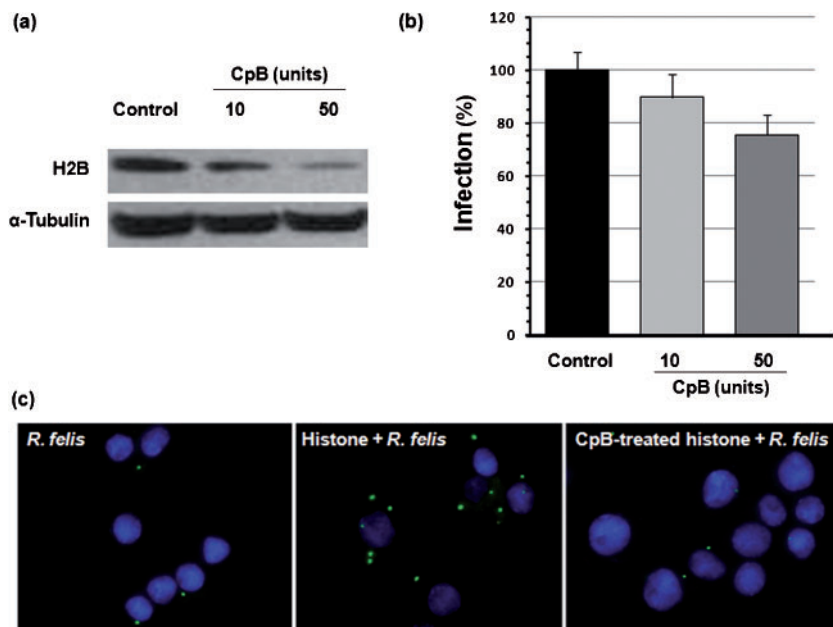 (a)
CpB (units)
Control 10 50
H2B
α-Tubulin
(b)
Infection (%)
120
100
80
60
40
20
0
Control 10 50
CpB (units)
(c)
R. felis
Histone + R. felis
CpB-treated histone + R. felis